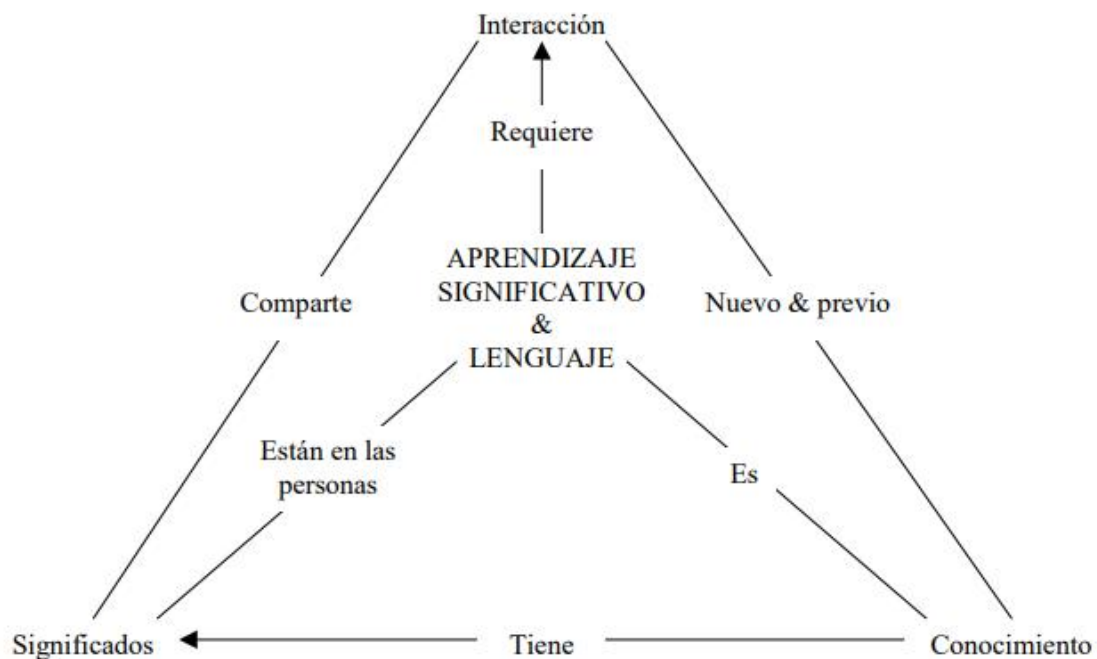 Interacción
Requiere
APRENDIZAJE
SIGNIFICATIVO
&
LENGUAJE
Comparte
Nuevo & previo
Están en las
personas
Es
Significados
Tiene
Conocimiento